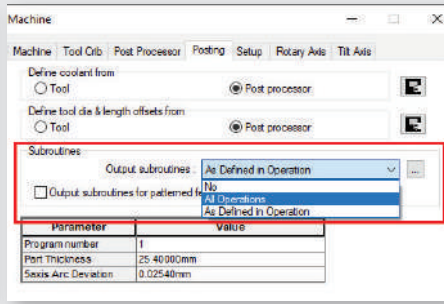 Machine
Machine Tool Crib Post Processor Posting Setup Rotary Axis Tilt Axis
Define coolant from
Tool Post processor
Define tool dia & length offsets from
Tool Post processor
Subroutines
Output subroutines : As Defined in Operation ...
No
All Operations
As Defined in Operation
Output subroutines for patterned
Parameter Value
Program number 1
Part Thickness 25.40000mm
5axis Arc Deviation 0.02540mm